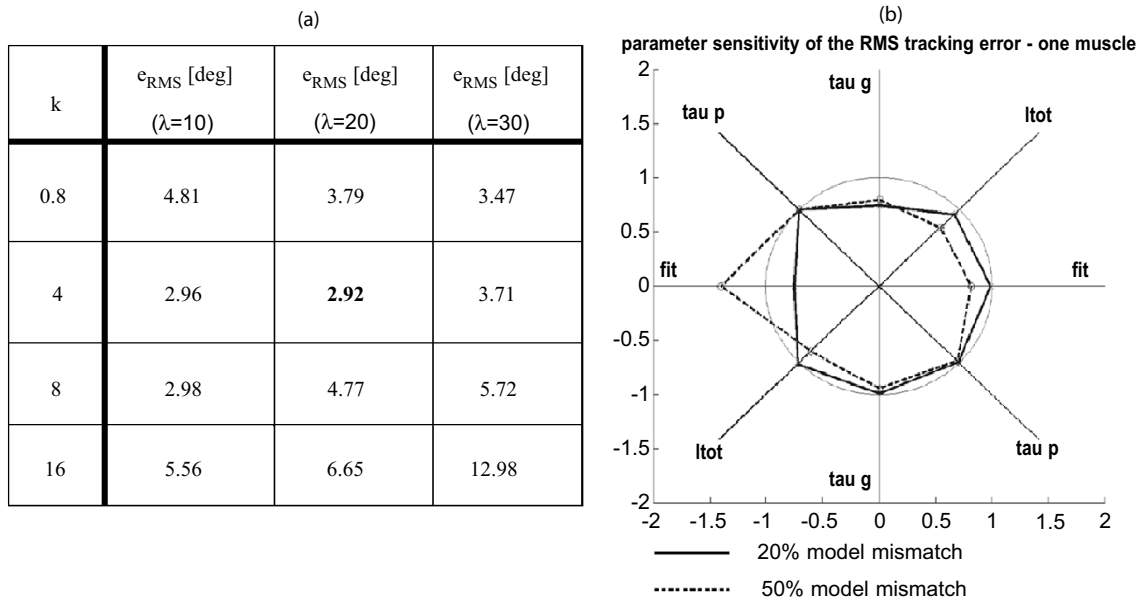 (a)
k
e_RMS [deg] (λ=10)
e_RMS [deg] (λ=20)
e_RMS [deg] (λ=30)
0.8 4.81 3.79 3.47
4 2.96 2.92 3.71
8 2.98 4.77 5.72
16 5.56 6.65 12.98
(b)
parameter sensitivity of the RMS tracking error - one muscle
2
1.5
1
0.5
0
-0.5
-1
-1.5
-2
tau g
tau p
ltot
fit
fit
ltot
tau p
tau g
-2 -1.5 -1 -0.5 0 0.5 1 1.5 2
20% model mismatch
50% model mismatch